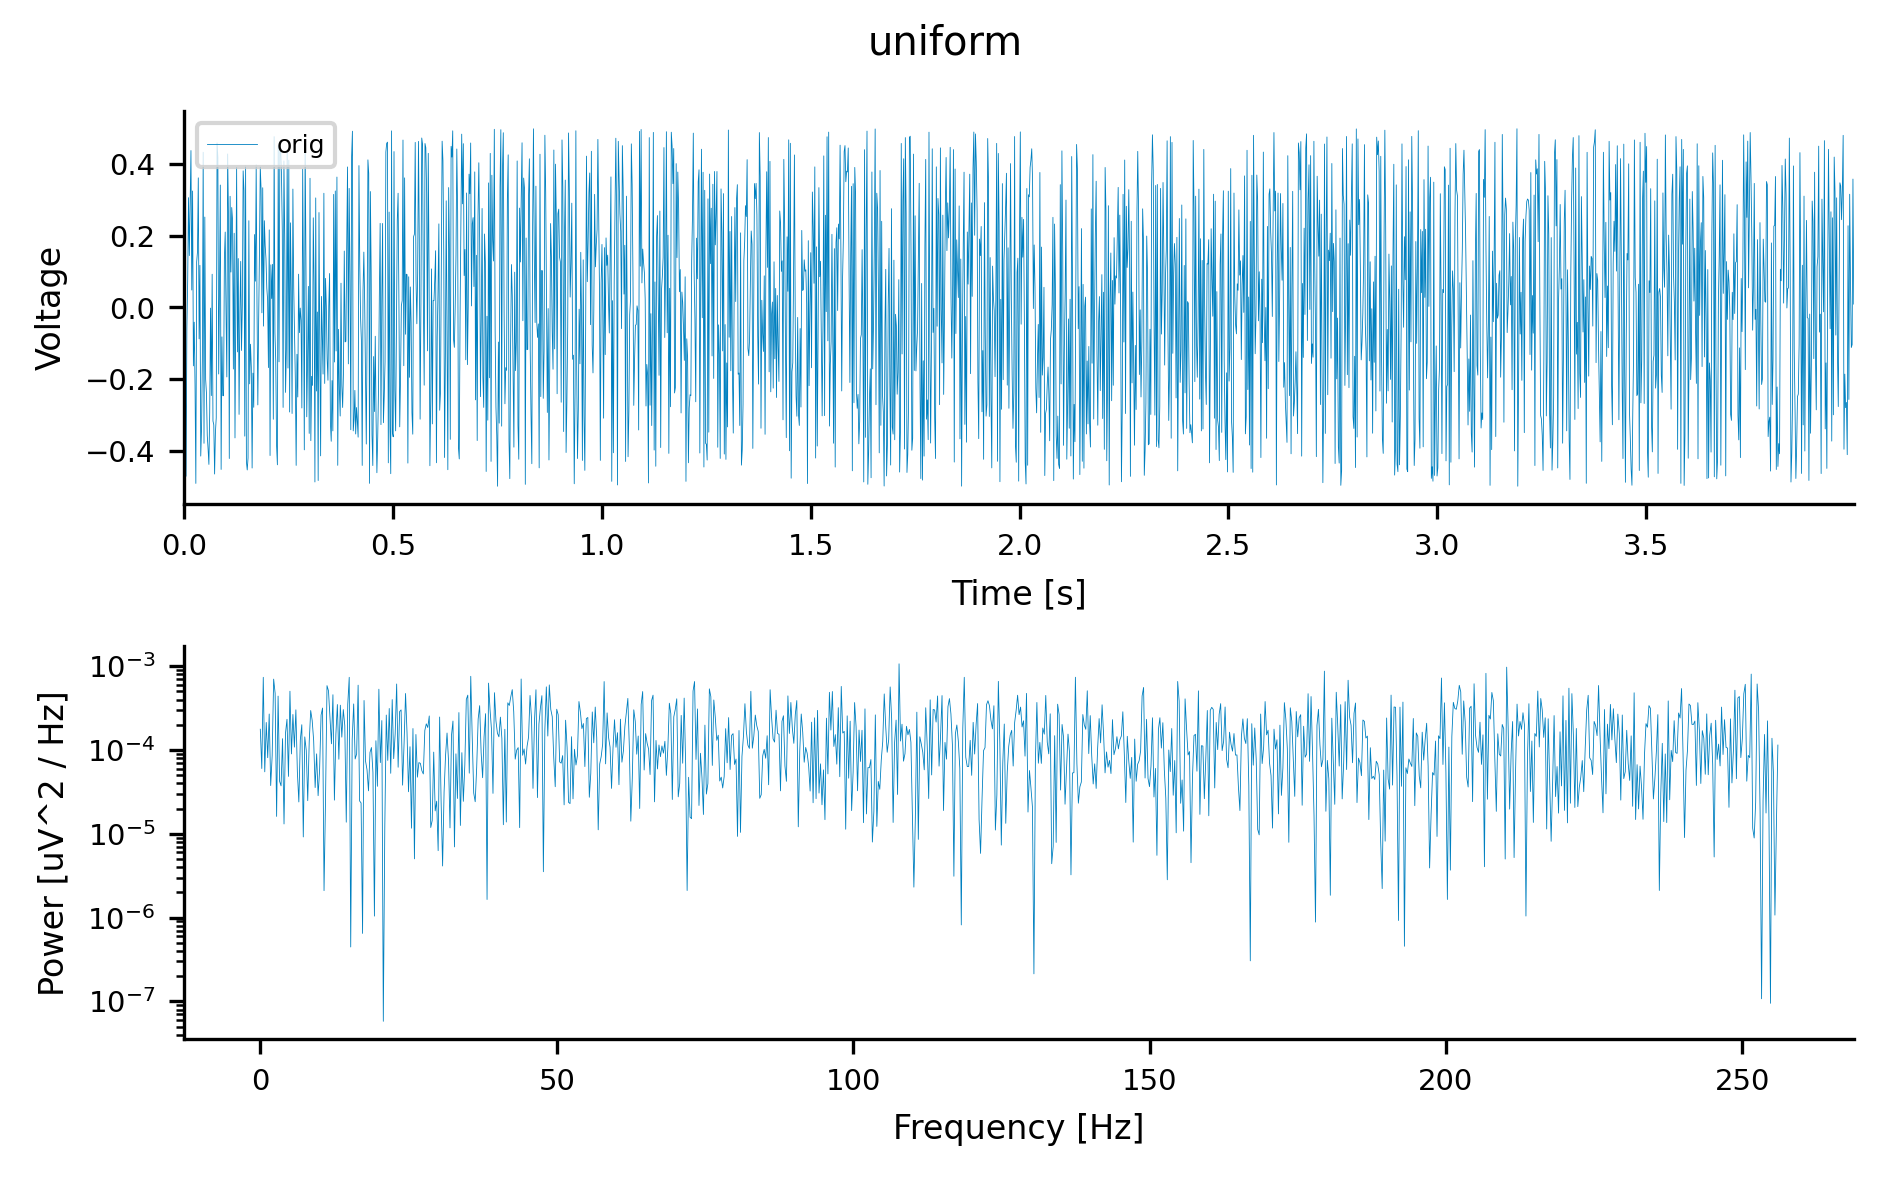 uniform
orig
0.4
0.2
0.0
−0.2
−0.4
Voltage
0.0 0.5 1.0 1.5 2.0 2.5 3.0 3.5
Time [s]
10⁻³
10⁻⁴
10⁻⁵
10⁻⁶
10⁻⁷
Power [uV^2 / Hz]
0 50 100 150 200 250
Frequency [Hz]